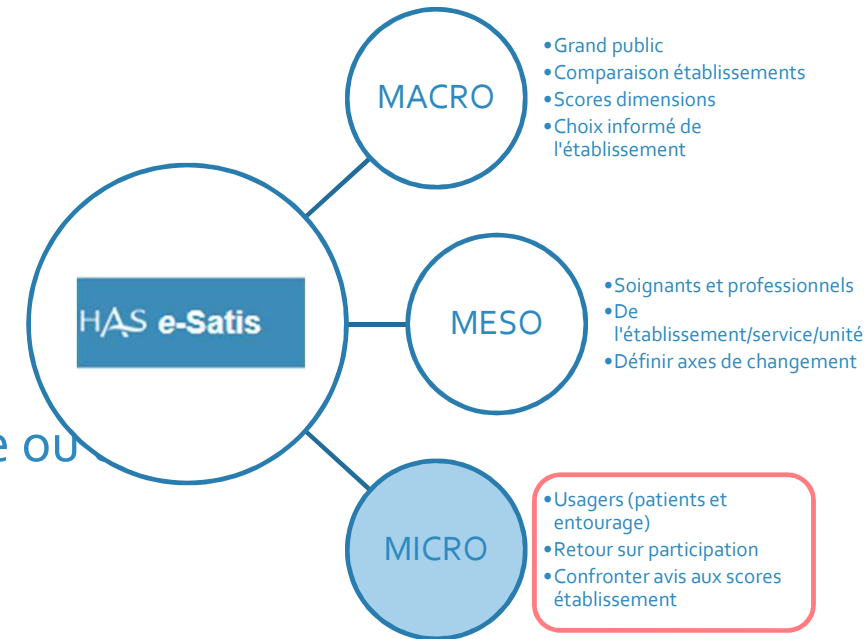 MACRO
•Grand public
•Comparaison établissements
•Scores dimensions
•Choix informé de
l'établissement
HAS e-Satis
MESO
•Soignants et professionnels
•De
l'établissement/service/unité
•Définir axes de changement
ou
MICRO
•Usagers (patients et
entourage)
•Retour sur participation
•Confronter avis aux scores
établissement